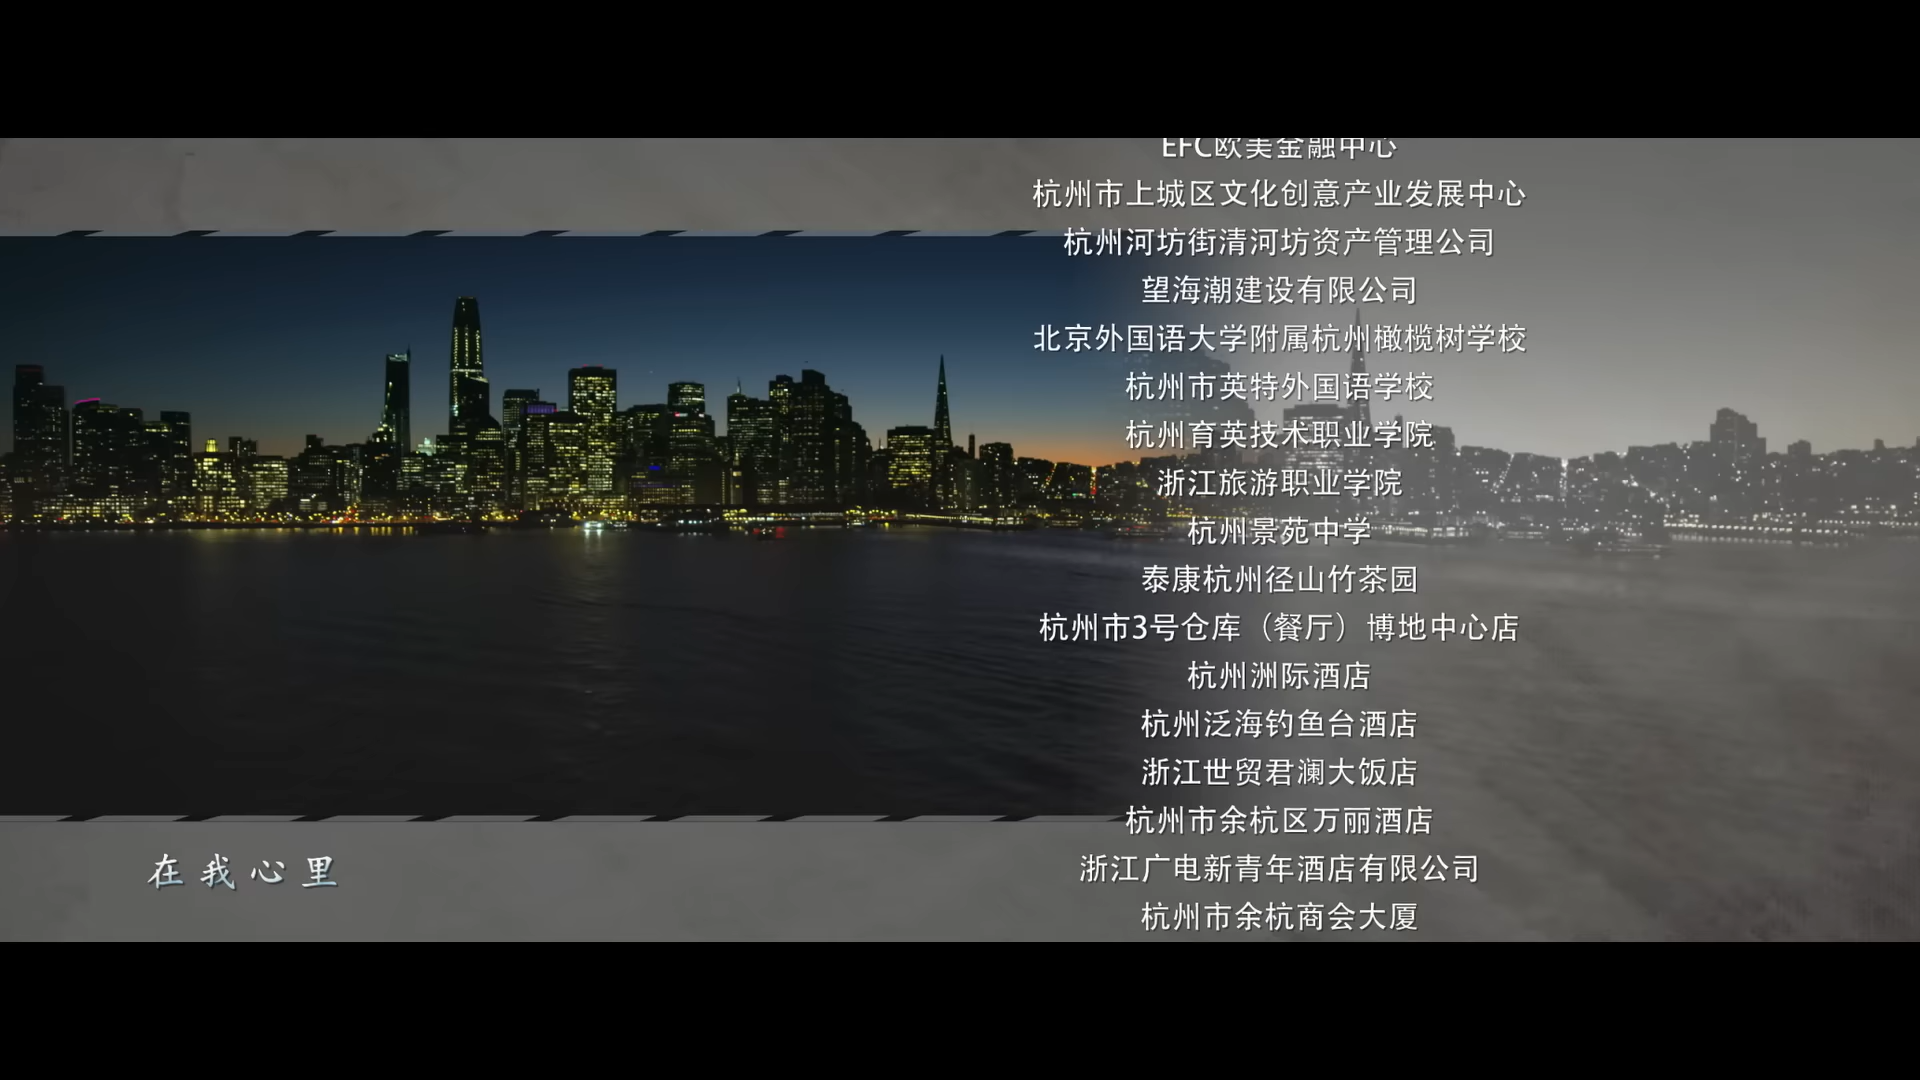 EFC欧美金融中心
杭州市上城区文化创意产业发展中心
杭州河坊街清河坊资产管理公司
望海潮建设有限公司
北京外国语大学附属杭州橄榄树学校
杭州市英特外国语学校
杭州育英技术职业学院
浙江旅游职业学院
杭州景苑中学
泰康杭州径山竹茶园
杭州市3号仓库（餐厅）博地中心店
杭州洲际酒店
杭州泛海钓鱼台酒店
浙江世贸君澜大饭店
杭州市余杭区万丽酒店
浙江广电新青年酒店有限公司
杭州市余杭商会大厦
在我心里